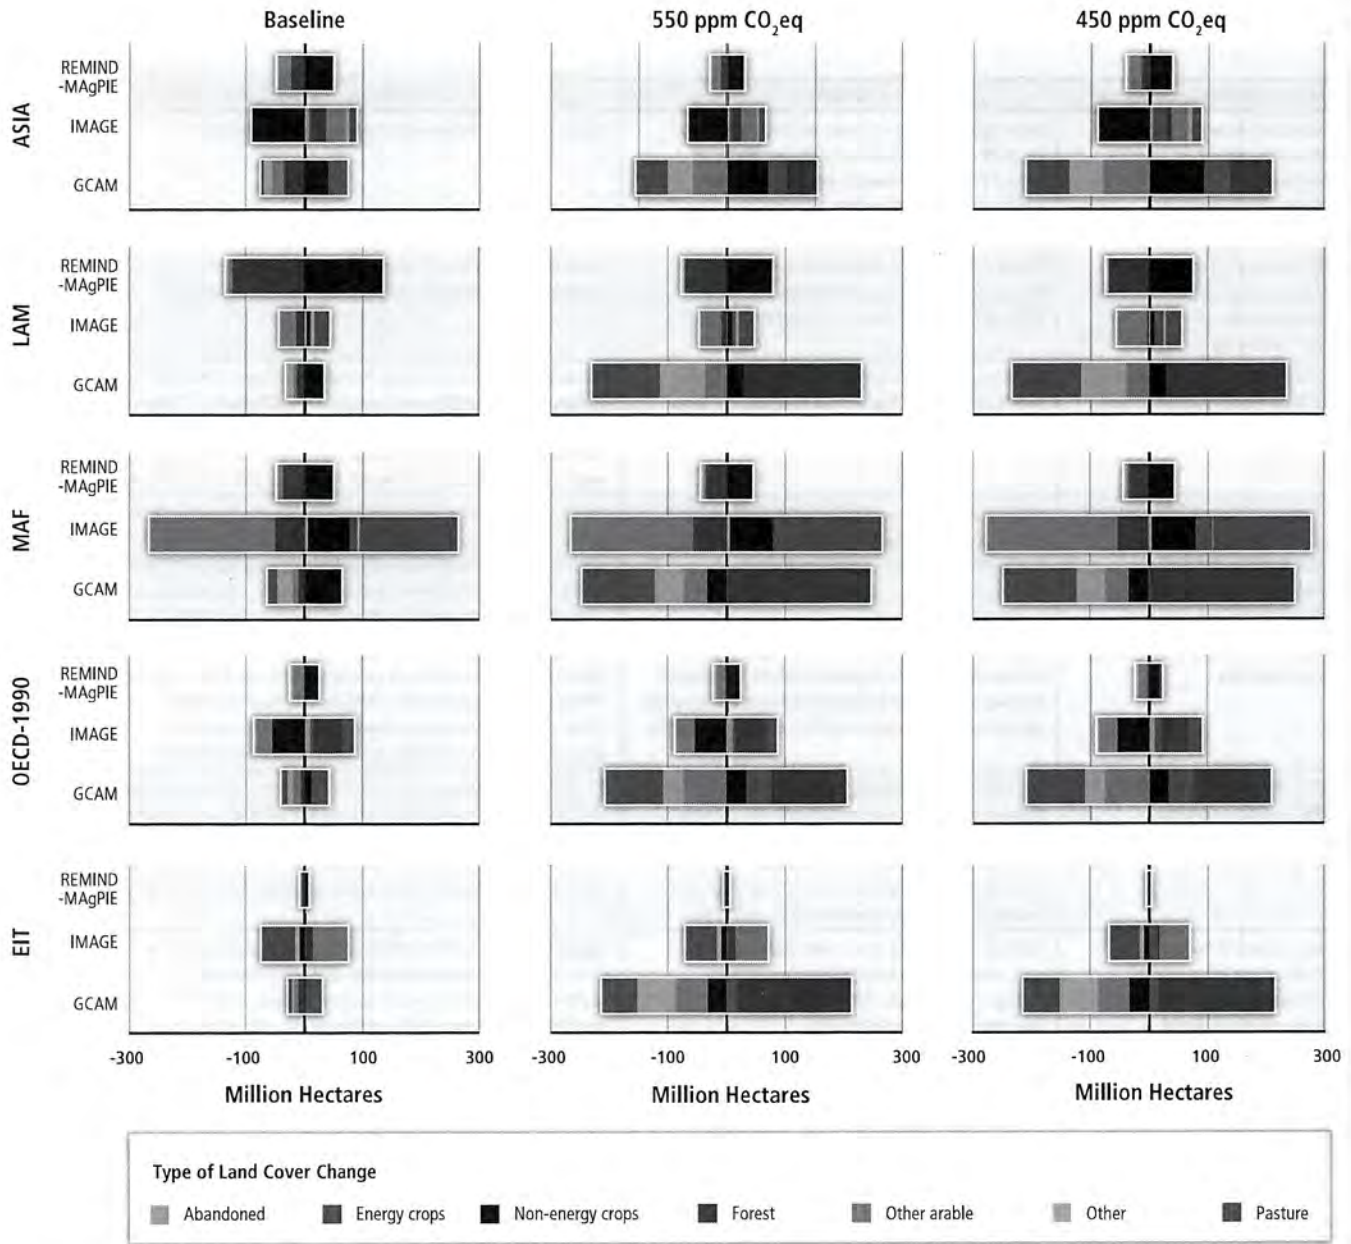 Baseline
550 ppm CO₂eq
450 ppm CO₂eq
ASIA
REMIND
-MAgPIE
IMAGE
GCAM
LAM
REMIND
-MAgPIE
IMAGE
GCAM
MAF
REMIND
-MAgPIE
IMAGE
GCAM
OECD-1990
REMIND
-MAgPIE
IMAGE
GCAM
EIT
REMIND
-MAgPIE
IMAGE
GCAM
-300 -100 100 300
-300 -100 100 300
-300 -100 100 300
Million Hectares
Million Hectares
Million Hectares
Type of Land Cover Change
Abandoned Energy crops Non-energy crops Forest Other arable Other Pasture